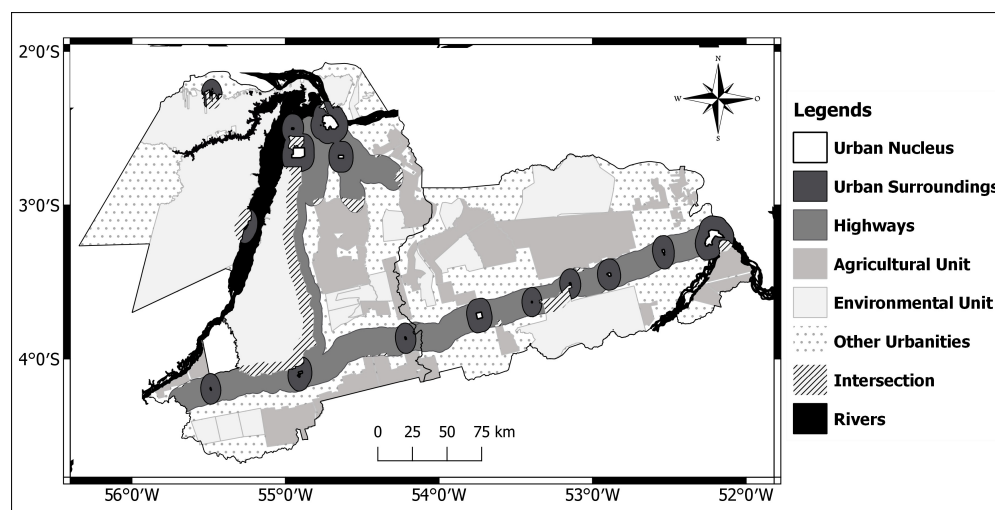 2°0'S
3°0'S
4°0'S
N
W
O
S
0 25 50 75 km
56°0'W 55°0'W 54°0'W 53°0'W 52°0'W
Legends
Urban Nucleus
Urban Surroundings
Highways
Agricultural Unit
Environmental Unit
Other Urbanities
Intersection
Rivers